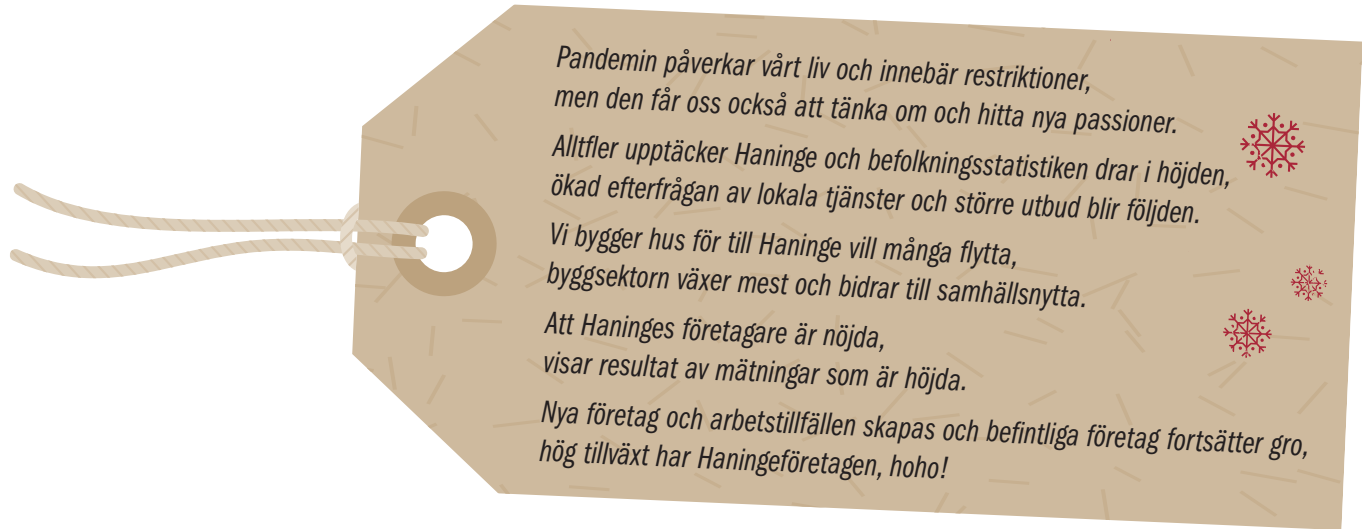 Pandemin påverkar vårt liv och innebär restriktioner,
men den får oss också att tänka om och hitta nya passioner.
Alltfler upptäcker Haninge och befolkningsstatistiken drar i höjden,
ökad efterfrågan av lokala tjänster och större utbud blir följden.
Vi bygger hus för till Haninge vill många flytta,
byggsektorn växer mest och bidrar till samhällsnytta.
Att Haninges företagare är nöjda,
visar resultat av mätningar som är höjda.
Nya företag och arbetstillfällen skapas och befintliga företag fortsätter gro,
hög tillväxt har Haningeföretagen, hoho!